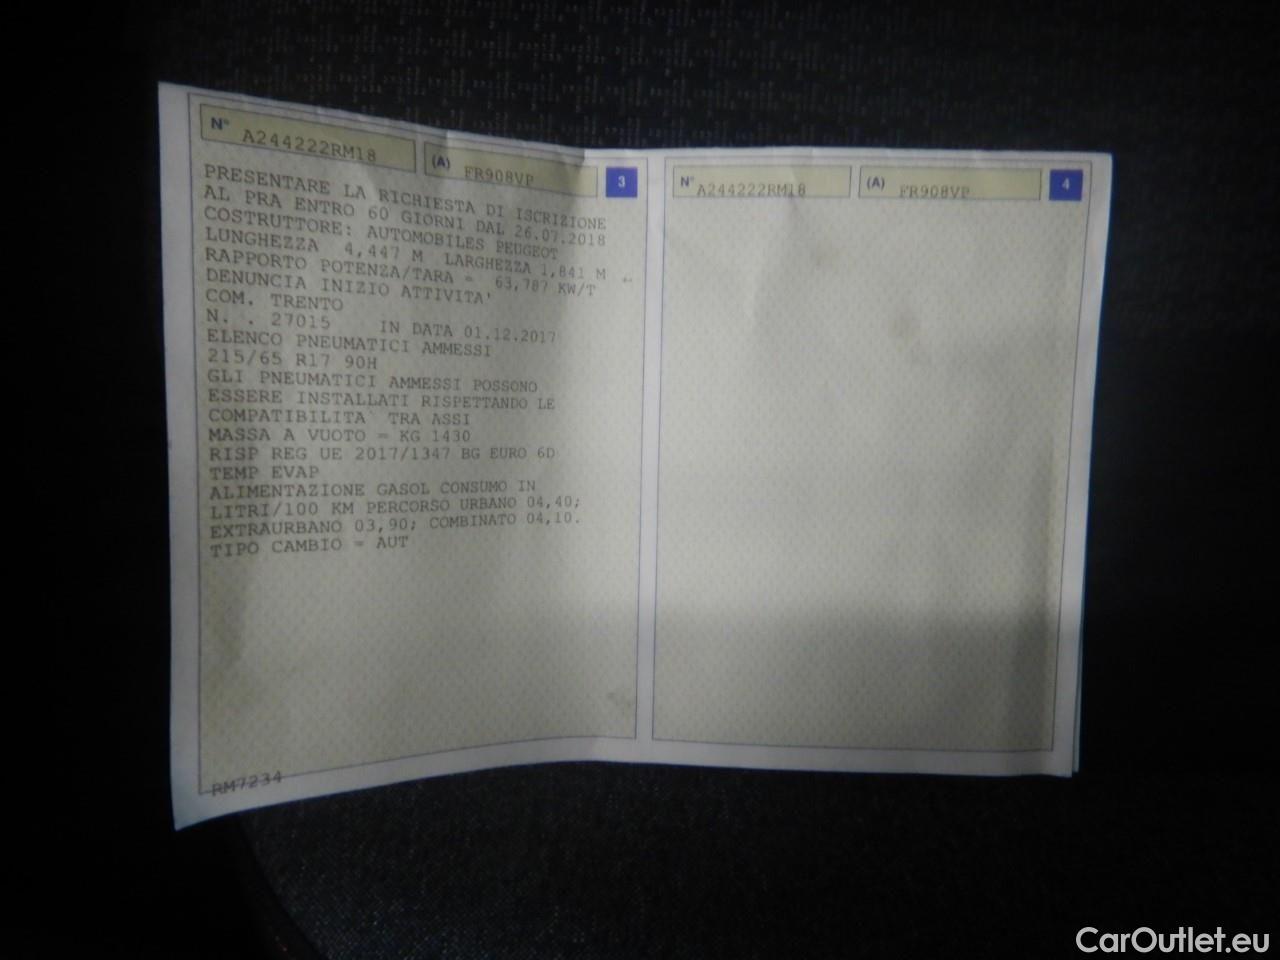 N° A244222RM18
(A) FR908VP
3
PRESENTARE LA RICHIESTA DI ISCRIZIONE
AL PRA ENTRO 60 GIORNI DAL 26.07.2018
COSTRUTTORE: AUTOMOBILES PEUGEOT
LUNGHEZZA 4,447 M LARGHEZZA 1,841 M
RAPPORTO POTENZA/TARA = 63,787 KW/T
DENUNCIA INIZIO ATTIVITA'
COM. TRENTO
N. . 27015 IN DATA 01.12.2017
ELENCO PNEUMATICI AMMESSI
215/65 R17 90H
GLI PNEUMATICI AMMESSI POSSONO
ESSERE INSTALLATI RISPETTANDO LE
COMPATIBILITA` TRA ASSI
MASSA A VUOTO = KG 1430
RISP REG UE 2017/1347 BG EURO 6D
TEMP EVAP
ALIMENTAZIONE GASOL CONSUMO IN
LITRI/100 KM PERCORSO URBANO 04,40;
EXTRAURBANO 03,90; COMBINATO 04,10.
TIPO CAMBIO = AUT
RM7234
N° A244222RM18
(A) FR908VP
4
CarOutlet.eu